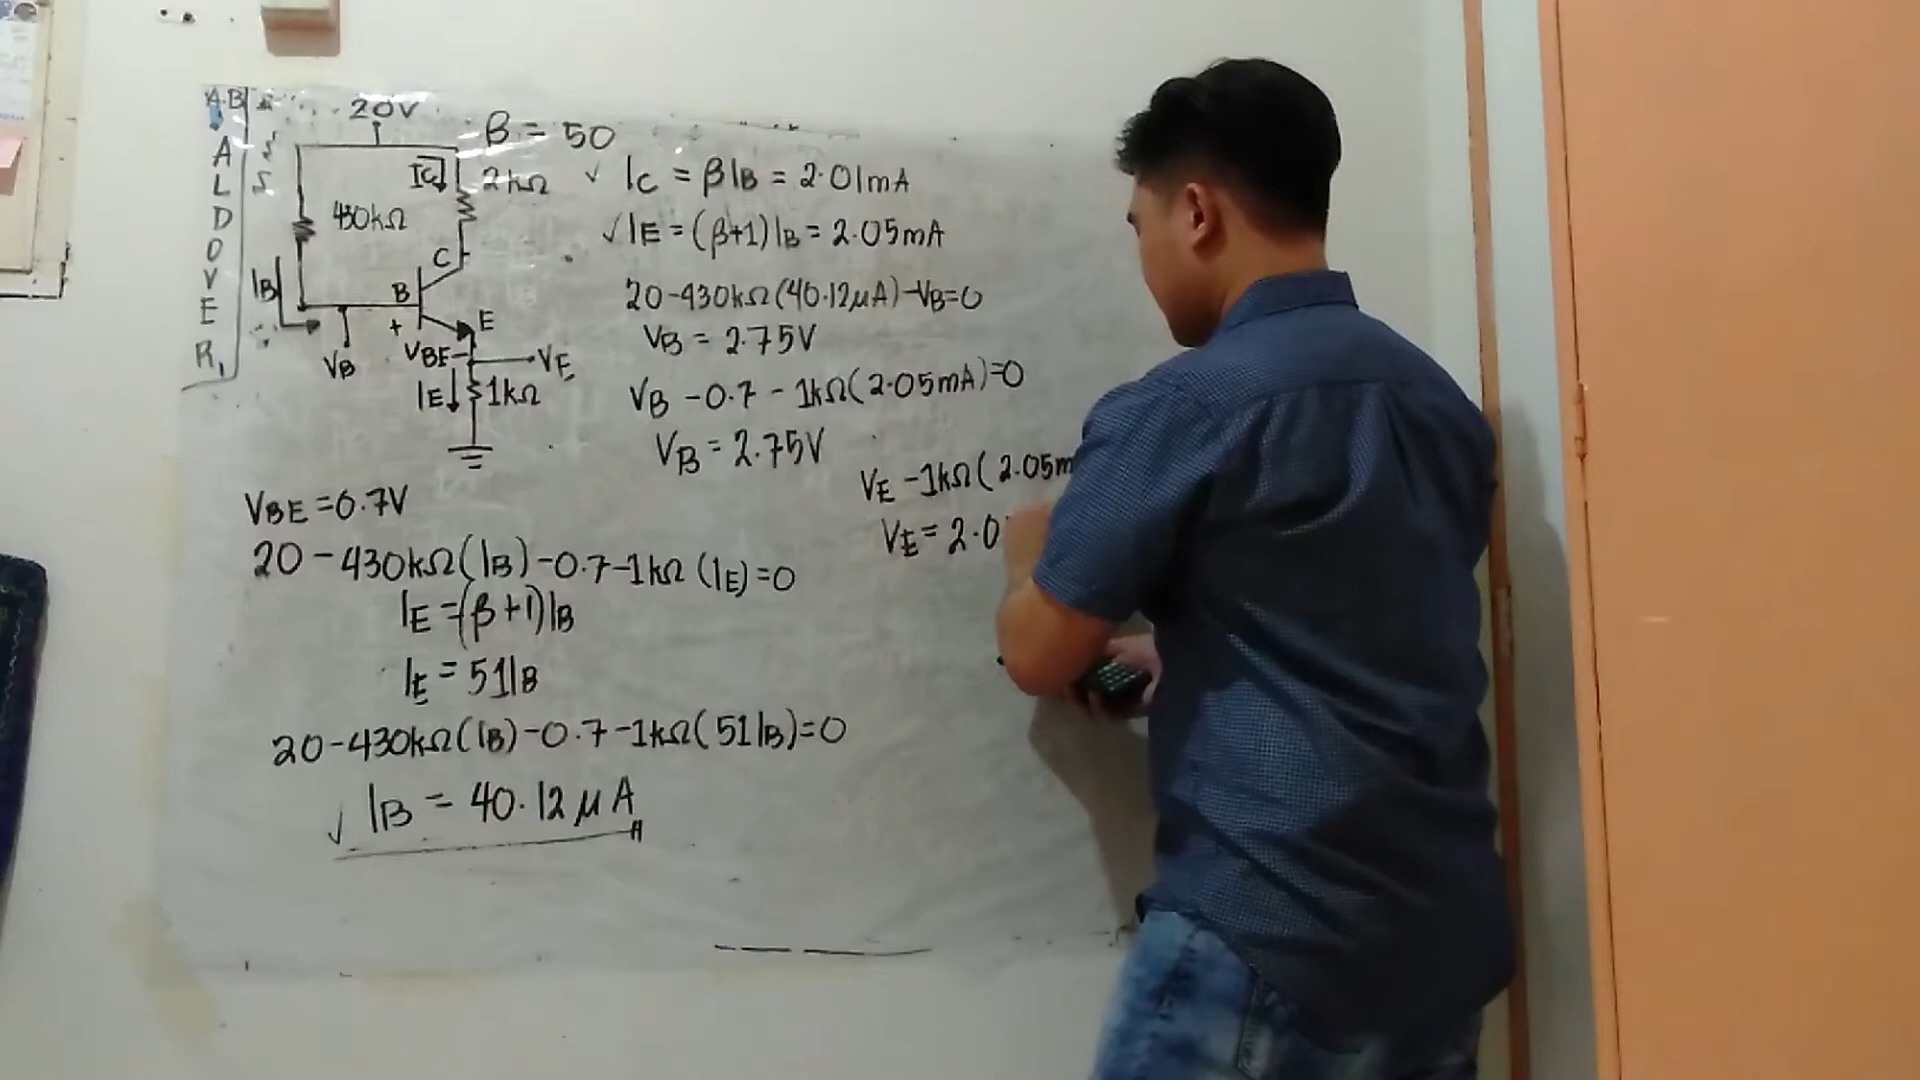 AB
ALDOVER
20V
β = 50
IC
2kΩ
430kΩ
C
IB
B
E
+
VB
VBE-
VE
IE
1kΩ
VBE = 0.7V
20-430kΩ(IB)-0.7-1kΩ(IE)=0
IE=(β+1)IB
IE = 51IB
20-430kΩ(IB)-0.7-1kΩ(51IB)=0
√ IB = 40.12μA
√ IC = βIB = 2.01mA
√ IE = (β+1)IB = 2.05mA
20-430kΩ(40.12μA)-VB=0
VB = 2.75V
VB - 0.7 - 1kΩ(2.05mA)=0
VB = 2.75V
VE -1kΩ(2.05m
VE = 2.0